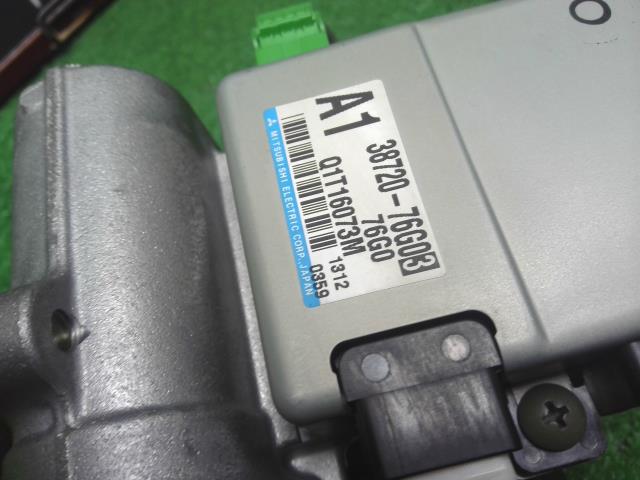 A1
38720-76G03
76G0
Q1T16073M
1312
0359
MITSUBISHI ELECTRIC CORP., JAPAN
O